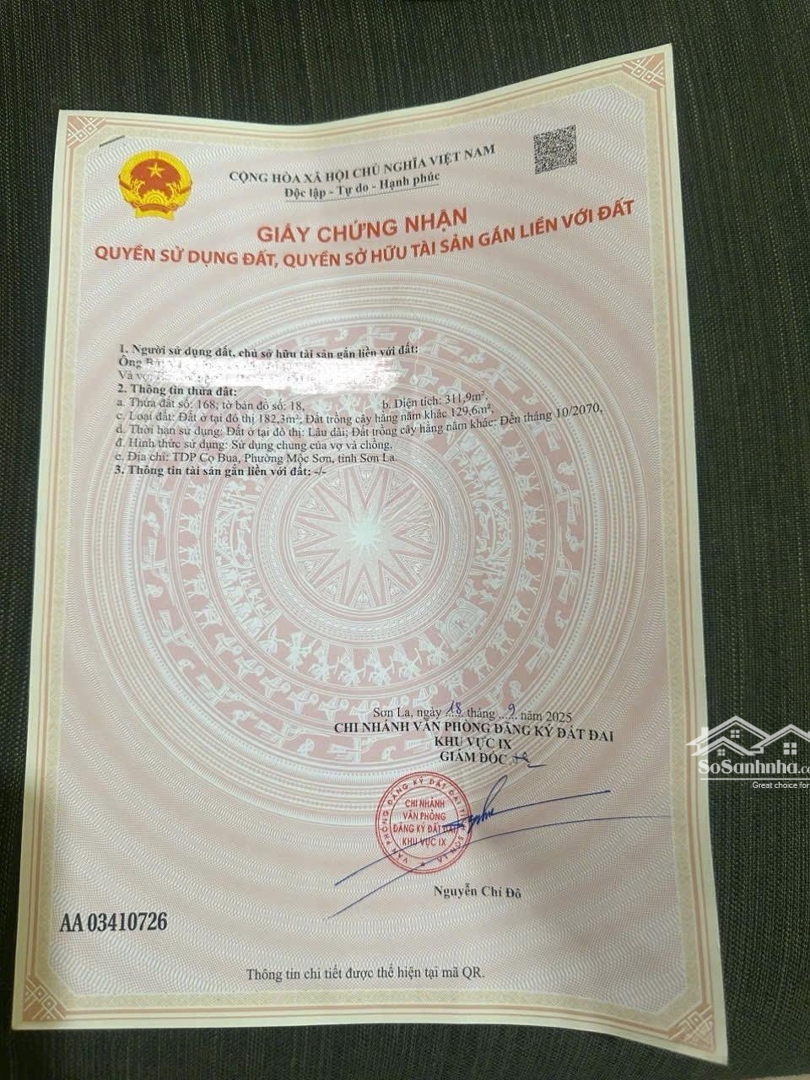 CỘNG HÒA XÃ HỘI CHỦ NGHĨA VIỆT NAM
Độc lập - Tự do - Hạnh phúc
GIẤY CHỨNG NHẬN
QUYỀN SỬ DỤNG ĐẤT, QUYỀN SỞ HỮU TÀI SẢN GẮN LIỀN VỚI ĐẤT
1. Người sử dụng đất, chủ sở hữu tài sản gắn liền với đất:
Ông
Và vợ
2. Thông tin thửa đất:
a. Thửa đất số: 168; tờ bản đồ số: 18, b. Diện tích: 311,9m²,
c. Loại đất: Đất ở tại đô thị 182,3m²; Đất trồng cây hàng năm khác 129,6m²,
d. Thời hạn sử dụng: Đất ở tại đô thị: Lâu dài; Đất trồng cây hàng năm khác: Đến tháng 10/2070,
đ. Hình thức sử dụng: Sử dụng chung của vợ và chồng,
e. Địa chỉ: TDP Cọ Bua, Phường Mộc Sơn, tỉnh Sơn La.
3. Thông tin tài sản gắn liền với đất: -/-
Sơn La, ngày 18 tháng 9 năm 2025
CHI NHÁNH VĂN PHÒNG ĐĂNG KÝ ĐẤT ĐAI
KHU VỰC IX
GIÁM ĐỐC
CHI NHÁNH
VĂN PHÒNG
ĐĂNG KÝ ĐẤT ĐAI
KHU VỰC IX
Nguyễn Chí Đô
AA 03410726
Thông tin chi tiết được thể hiện tại mã QR.
SoSanhnha.co
Great choice for